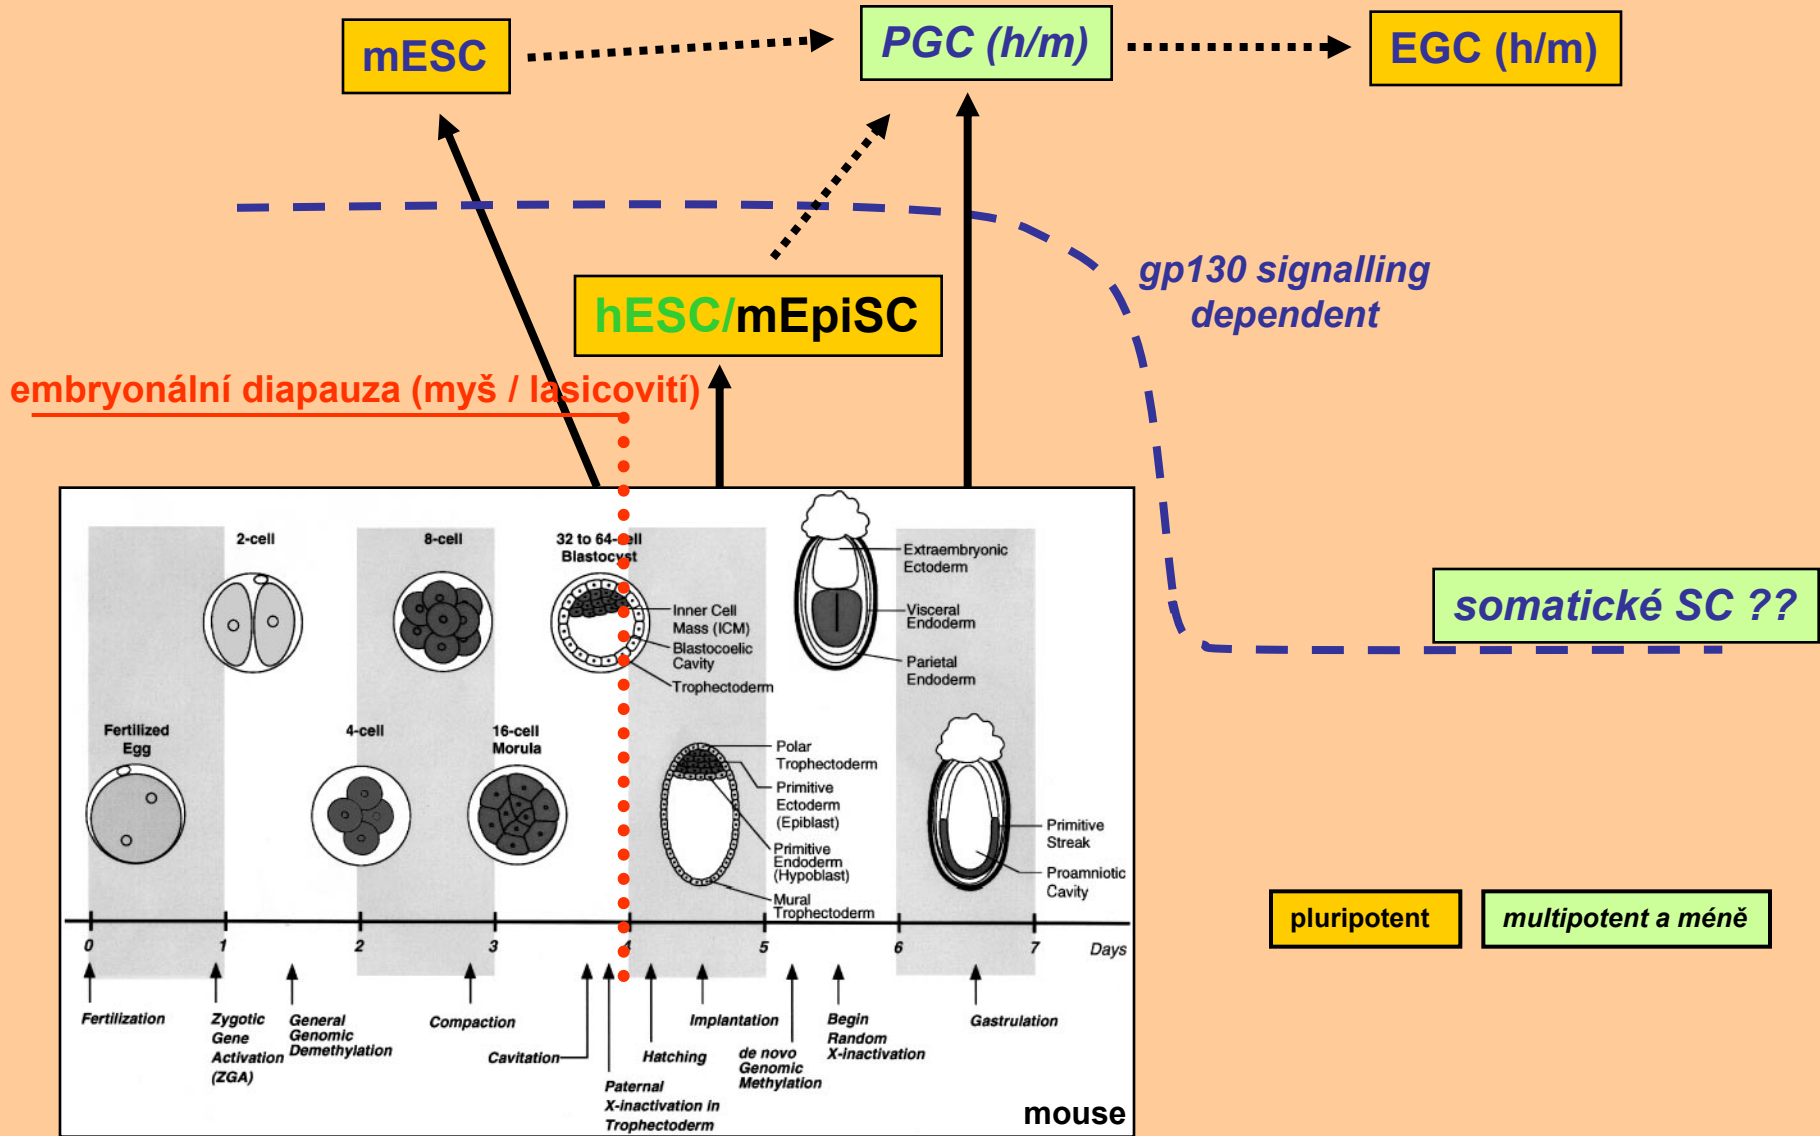 mESC
PGC (h/m)
EGC (h/m)
gp130 signalling
dependent
hESC/mEpiSC
embryonální diapauza (myš / lasicovití)
somatické SC ??
2-cell
8-cell
32 to 64-cell
Blastocyst
Inner Cell
Mass (ICM)
Blastocoelic
Cavity
Trophectoderm
Extraembryonic
Ectoderm
Visceral
Endoderm
Parietal
Endoderm
Fertilized
Egg
4-cell
16-cell
Morula
Polar
Trophectoderm
Primitive
Ectoderm
(Epiblast)
Primitive
Endoderm
(Hypoblast)
Mural
Trophectoderm
Primitive
Streak
Proamniotic
Cavity
pluripotent
multipotent a méně
0 1 2 3 4 5 6 7 Days
Fertilization
Zygotic
Gene
Activation
(ZGA)
General
Genomic
Demethylation
Compaction
Cavitation
Paternal
X-inactivation in
Trophectoderm
Hatching
Implantation
de novo
Genomic
Methylation
Begin
Random
X-inactivation
Gastrulation
mouse